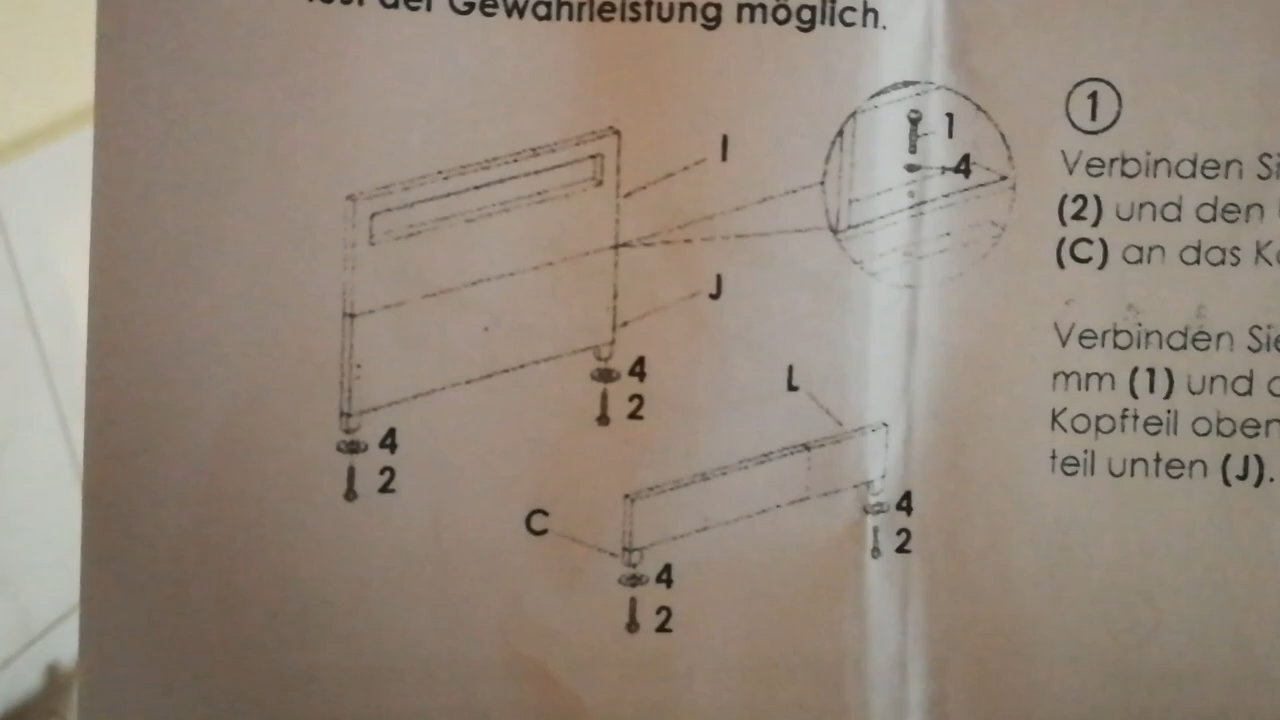 der Gewährleistung möglich.
1
Verbinden
(2) und den
(C) an das
Verbinden Sie
mm (1) und
Kopfteil oben
teil unten (J).
I
1
4
J
4
2
L
4
2
C
4
2
4
2